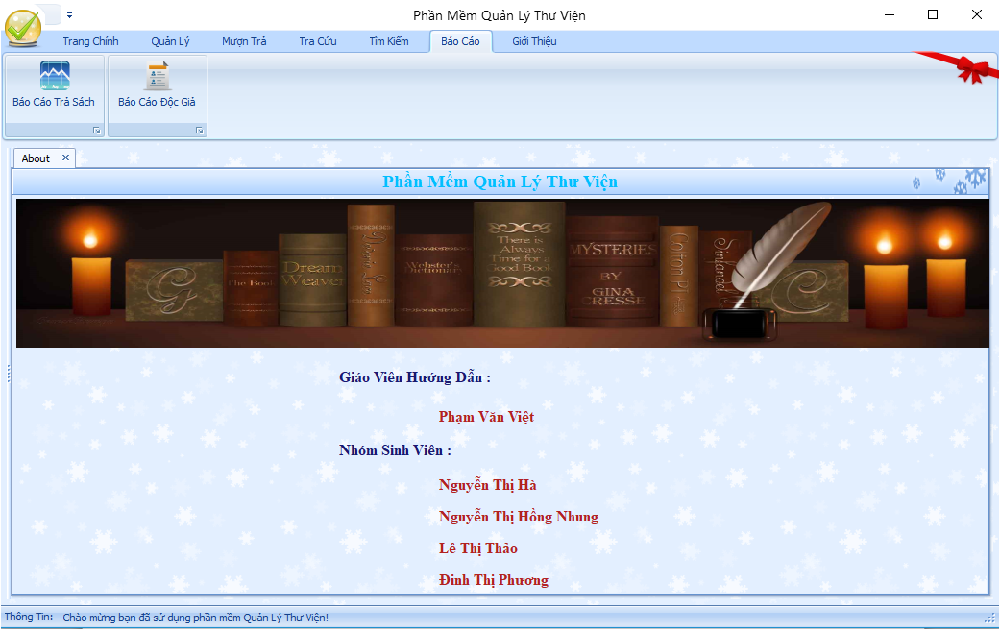 Phần Mềm Quản Lý Thư Viện
Trang Chính Quản Lý Mượn Trả Tra Cứu Tìm Kiếm Báo Cáo Giới Thiệu
Báo Cáo Trả Sách Báo Cáo Độc Giả
About
Phần Mềm Quản Lý Thư Viện
G
The Book
Dream
Weaver
Webster's
Dictionary
There is
Always
Time for a
Good Book
MYSTERIES
BY
GINA
CRESSE
Colton
C
Giáo Viên Hướng Dẫn :
Phạm Văn Việt
Nhóm Sinh Viên :
Nguyễn Thị Hà
Nguyễn Thị Hồng Nhung
Lê Thị Thảo
Đinh Thị Phương
Thông Tin: Chào mừng bạn đã sử dụng phần mềm Quản Lý Thư Viện!